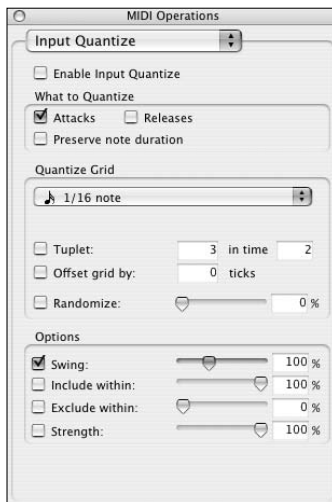 MIDI Operations
Input Quantize
Enable Input Quantize
What to Quantize
Attacks Releases
Preserve note duration
Quantize Grid
1/16 note
Tuplet: 3 in time 2
Offset grid by: 0 ticks
Randomize: 0 %
Options
Swing: 100 %
Include within: 100 %
Exclude within: 0 %
Strength: 100 %